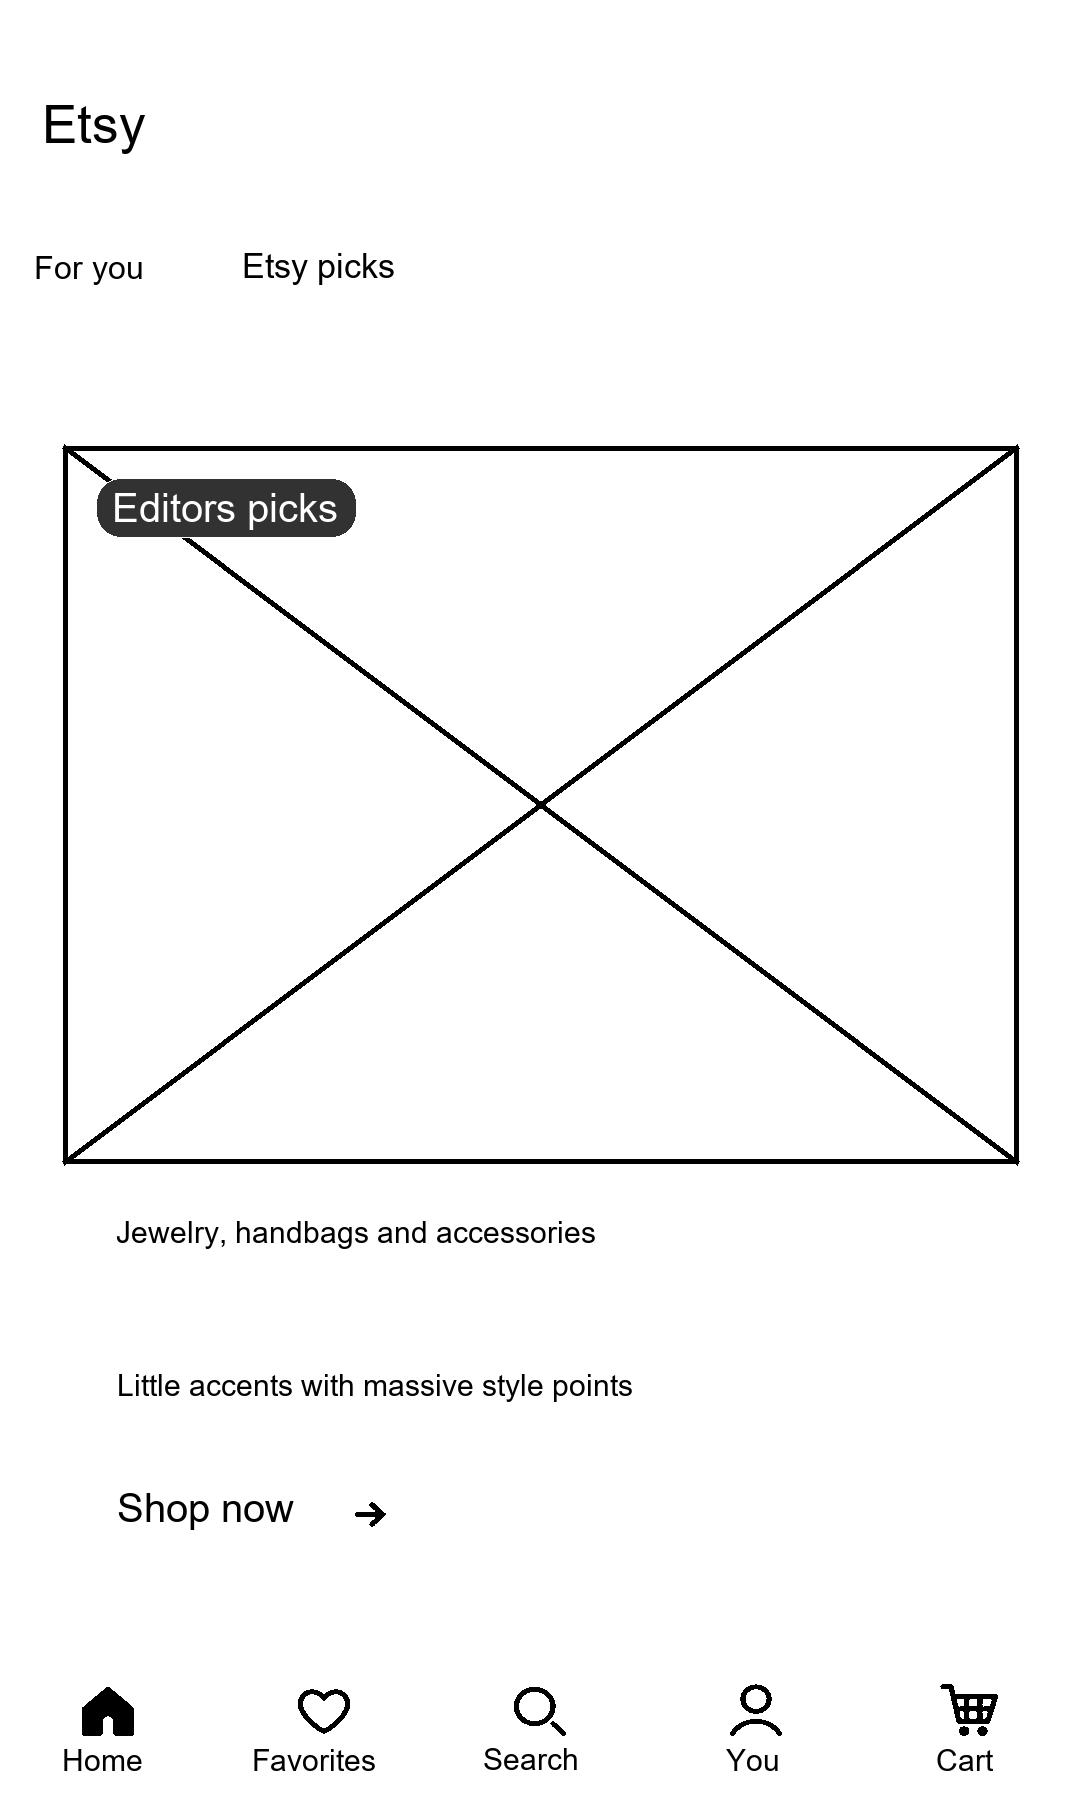 Etsy
For you
Etsy picks
Editors picks
Jewelry, handbags and accessories
Little accents with massive style points
Shop now
Home
Favorites
Search
You
Cart